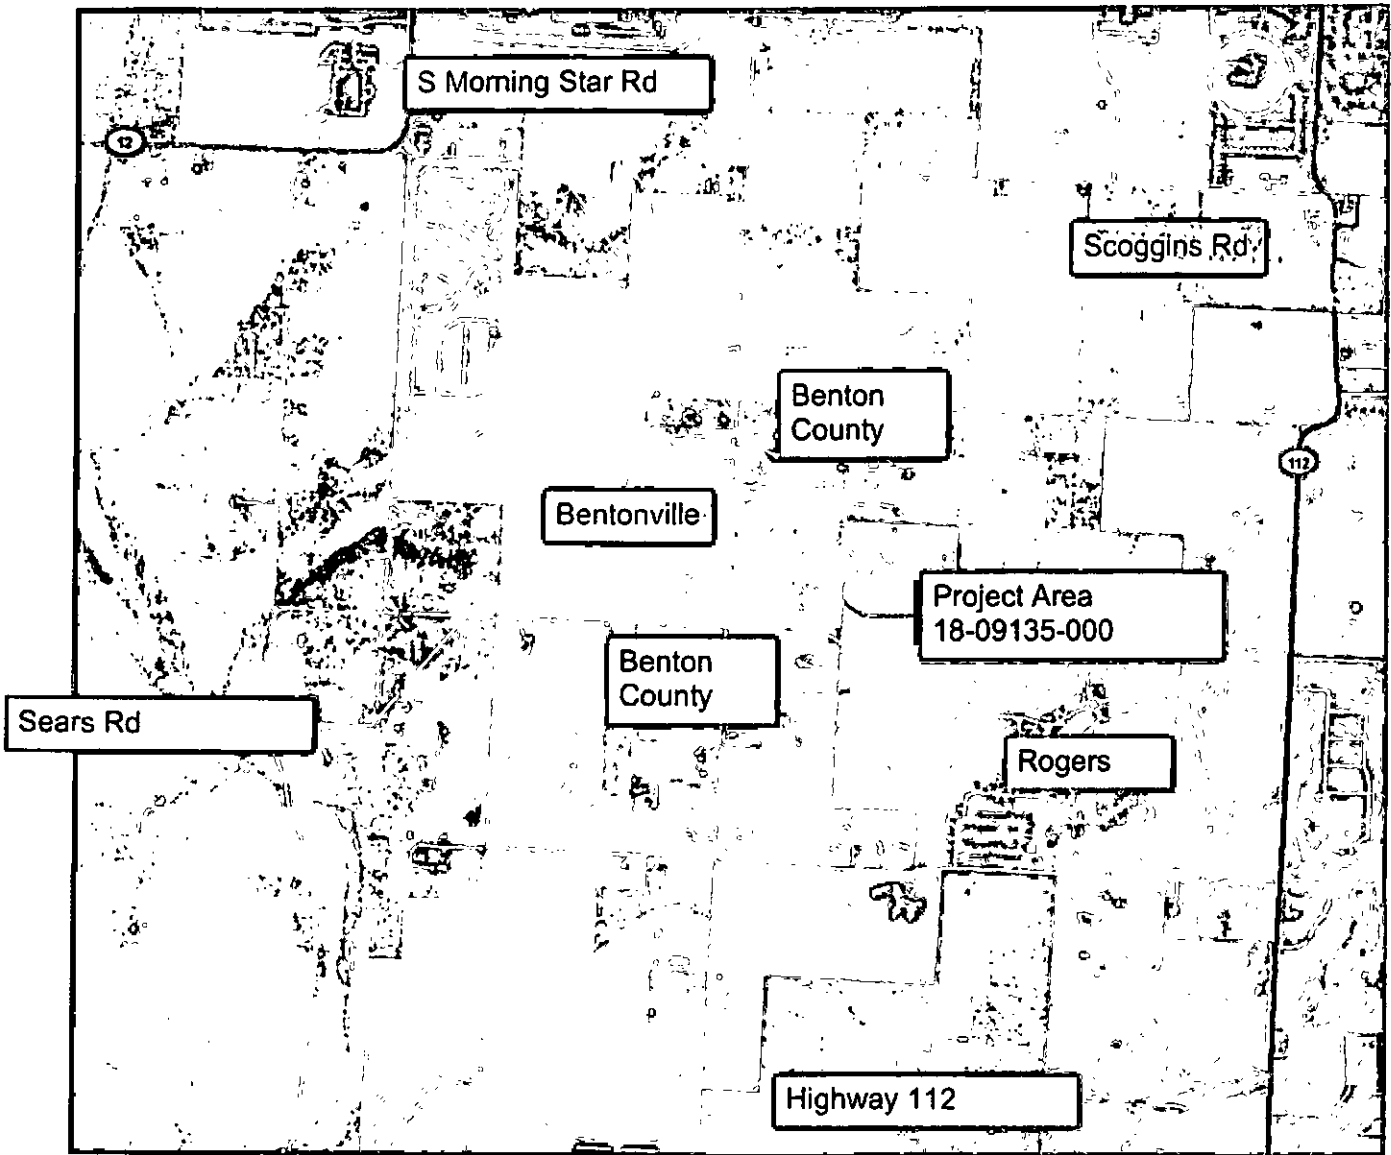 S Morning Star Rd
12
Scoggins Rd
Benton
County
112
Bentonville
Project Area
18-09135-000
Benton
County
Sears Rd
Rogers
Highway 112